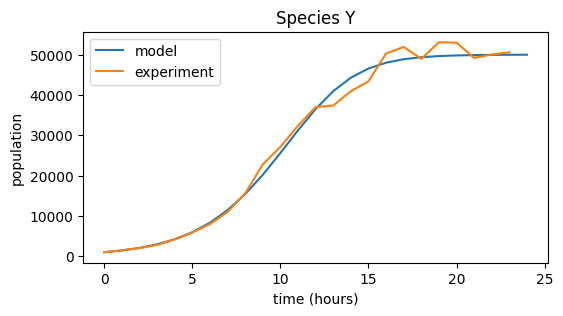 Species Y
model
experiment
population
50000
40000
30000
20000
10000
0
0 5 10 15 20 25
time (hours)